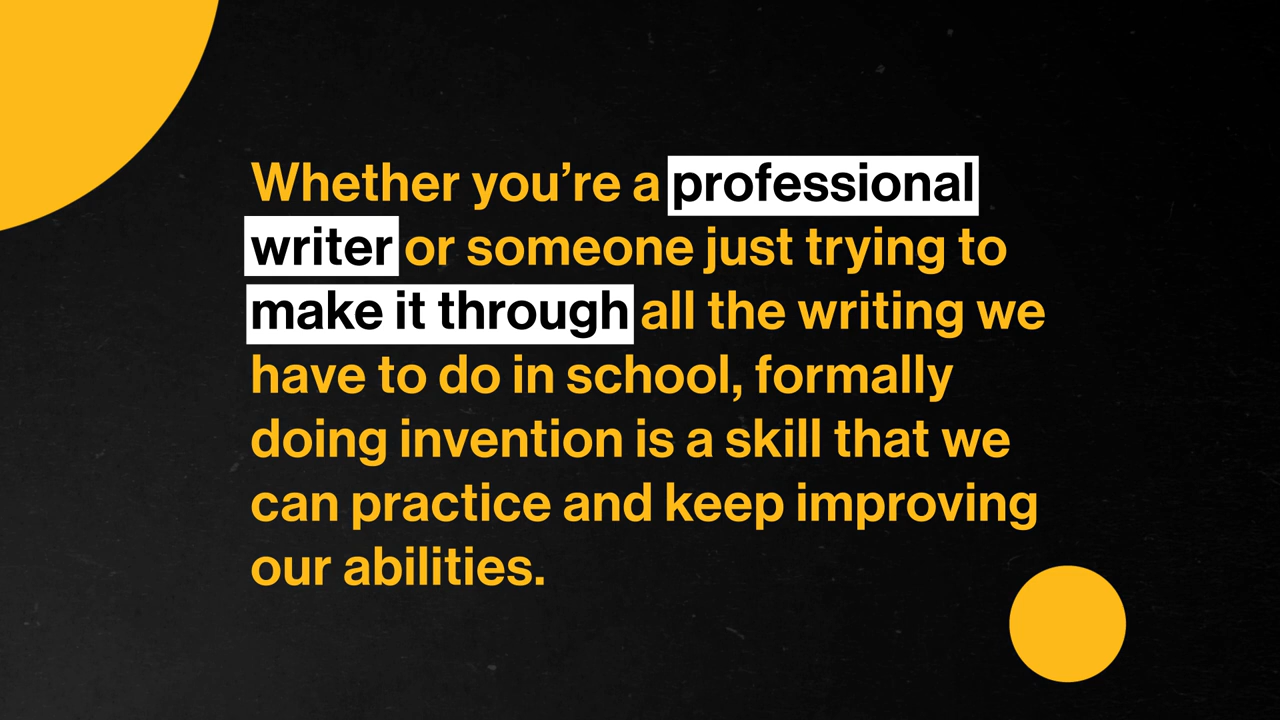 Whether you’re a professional
writer or someone just trying to
make it through all the writing we
have to do in school, formally
doing invention is a skill that we
can practice and keep improving
our abilities.